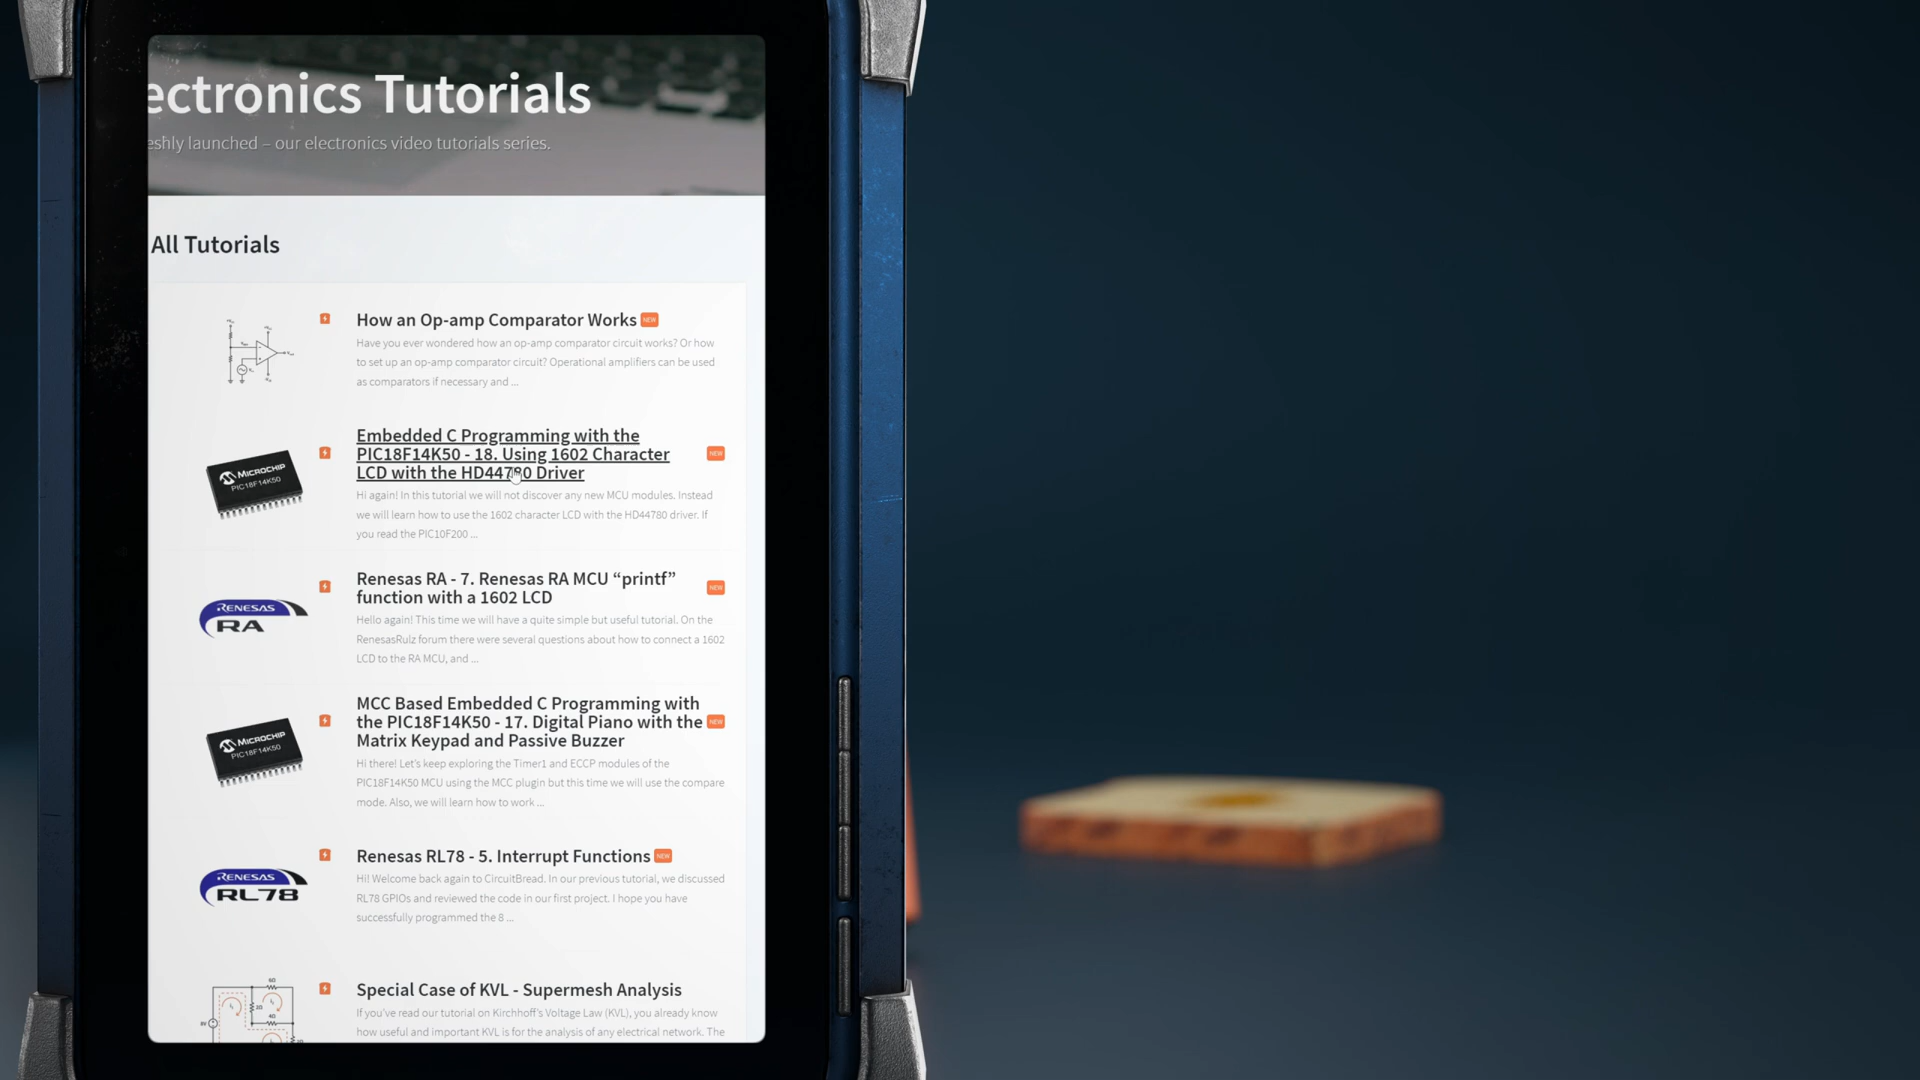 ectronics Tutorials
eshly launched – our electronics video tutorials series.
All Tutorials
How an Op-amp Comparator Works NEW
Have you ever wondered how an op-amp comparator circuit works? Or how
to set up an op-amp comparator circuit? Operational amplifiers can be used
as comparators if necessary and ...
MICROCHIP
PIC18F14K50
Embedded C Programming with the
PIC18F14K50 - 18. Using 1602 Character
LCD with the HD44780 Driver
NEW
Hi again! In this tutorial we will not discover any new MCU modules. Instead
we will learn how to use the 1602 character LCD with the HD44780 driver. If
you read the PIC10F200 ...
RENESAS
RA
Renesas RA - 7. Renesas RA MCU “printf”
function with a 1602 LCD
NEW
Hello again! This time we will have a quite simple but useful tutorial. On the
RenesasRulz forum there were several questions about how to connect a 1602
LCD to the RA MCU, and ...
MICROCHIP
PIC18F14K50
MCC Based Embedded C Programming with
the PIC18F14K50 - 17. Digital Piano with the NEW
Matrix Keypad and Passive Buzzer
Hi there! Let's keep exploring the Timer1 and ECCP modules of the
PIC18F14K50 MCU using the MCC plugin but this time we will use the compare
mode. Also, we will learn how to work ...
RENESAS
RL78
Renesas RL78 - 5. Interrupt Functions NEW
Hi! Welcome back again to CircuitBread. In our previous tutorial, we discussed
RL78 GPIOs and reviewed the code in our first project. I hope you have
successfully programmed the 8 ...
Special Case of KVL - Supermesh Analysis
If you've read our tutorial on Kirchhoff's Voltage Law (KVL), you already know
how useful and important KVL is for the analysis of any electrical network. The